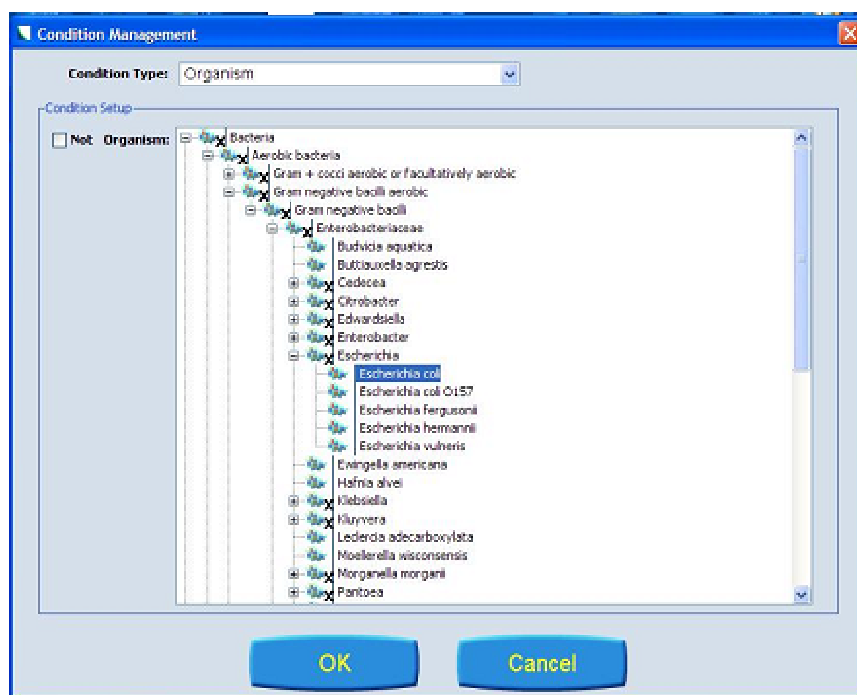 Condition Management
Condition Type: Organism
Condition Setup
Not Organism: Bacteria
Aerobic bacteria
Gram + cocci aerobic or facultatively aerobic
Gram negative bacilli aerobic
Gram negative bacilli
Enterobacteriaceae
Budvicia aquatica
Buttiauxella agrestis
Cedecea
Citrobacter
Edwardsiella
Enterobacter
Escherichia
Escherichia coli
Escherichia coli O157
Escherichia fergusonii
Escherichia hermannii
Escherichia vulneris
Ewingella americana
Hafnia alvei
Klebsiella
Kluyvera
Leclercia adecarboxylata
Moellerella wisconsensis
Morganella morganii
Pantoea
OK Cancel